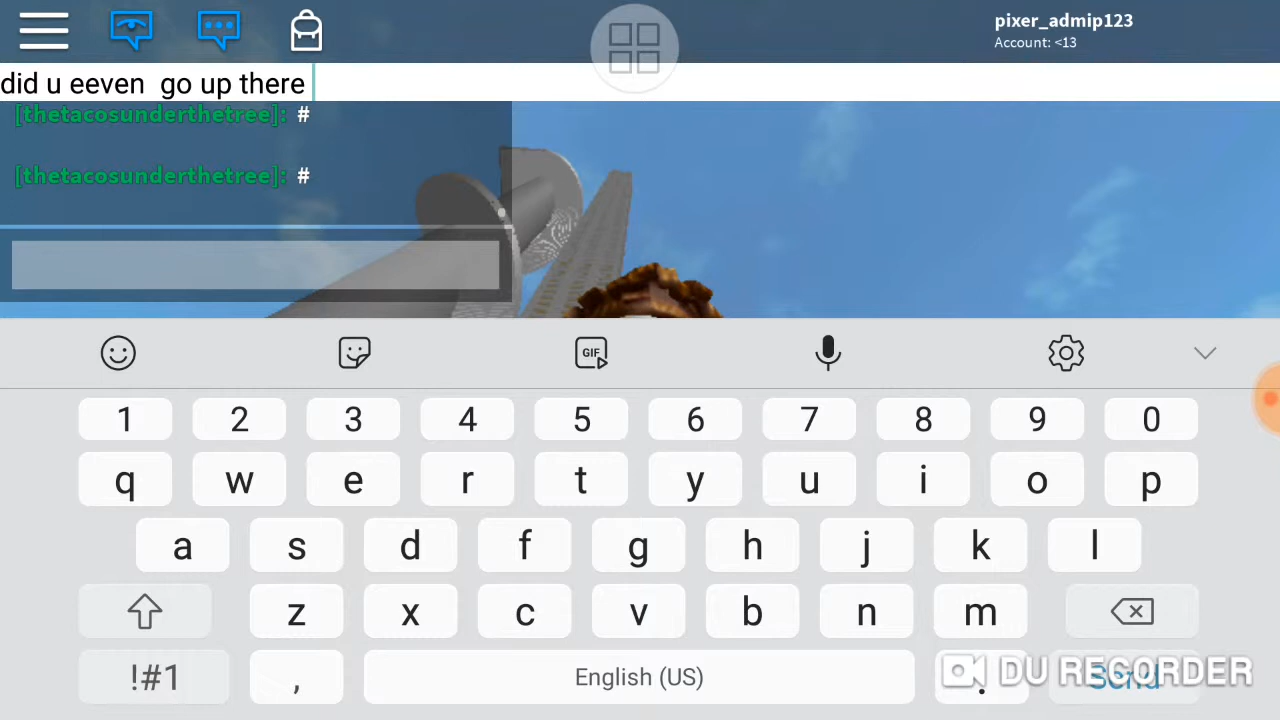 pixer_admip123
Account: <13
did u eeven  go up there
[thetacosunderthetree]: #
[thetacosunderthetree]: #
GIF
1 2 3 4 5 6 7 8 9 0
q w e r t y u i o p
a s d f g h j k l
z x c v b n m
!#1 , English (US) . Send
DU RECORDER